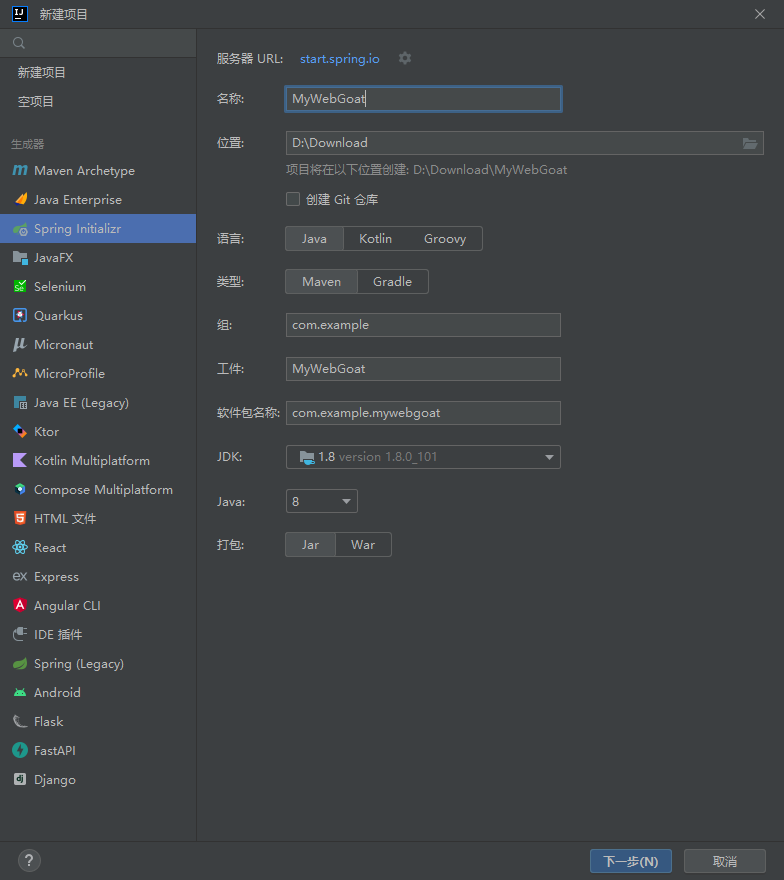 新建项目
新建项目
空项目
生成器
Maven Archetype
Java Enterprise
Spring Initializr
JavaFX
Selenium
Quarkus
Micronaut
MicroProfile
Java EE (Legacy)
Ktor
Kotlin Multiplatform
Compose Multiplatform
HTML 文件
React
Express
Angular CLI
IDE 插件
Spring (Legacy)
Android
Flask
FastAPI
Django
服务器 URL: start.spring.io
名称: MyWebGoat
位置: D:\Download
项目将在以下位置创建: D:\Download\MyWebGoat
创建 Git 仓库
语言: Java Kotlin Groovy
类型: Maven Gradle
组: com.example
工件: MyWebGoat
软件包名称: com.example.mywebgoat
JDK: 1.8 version 1.8.0_101
Java: 8
打包: Jar War
? 下一步(N) 取消